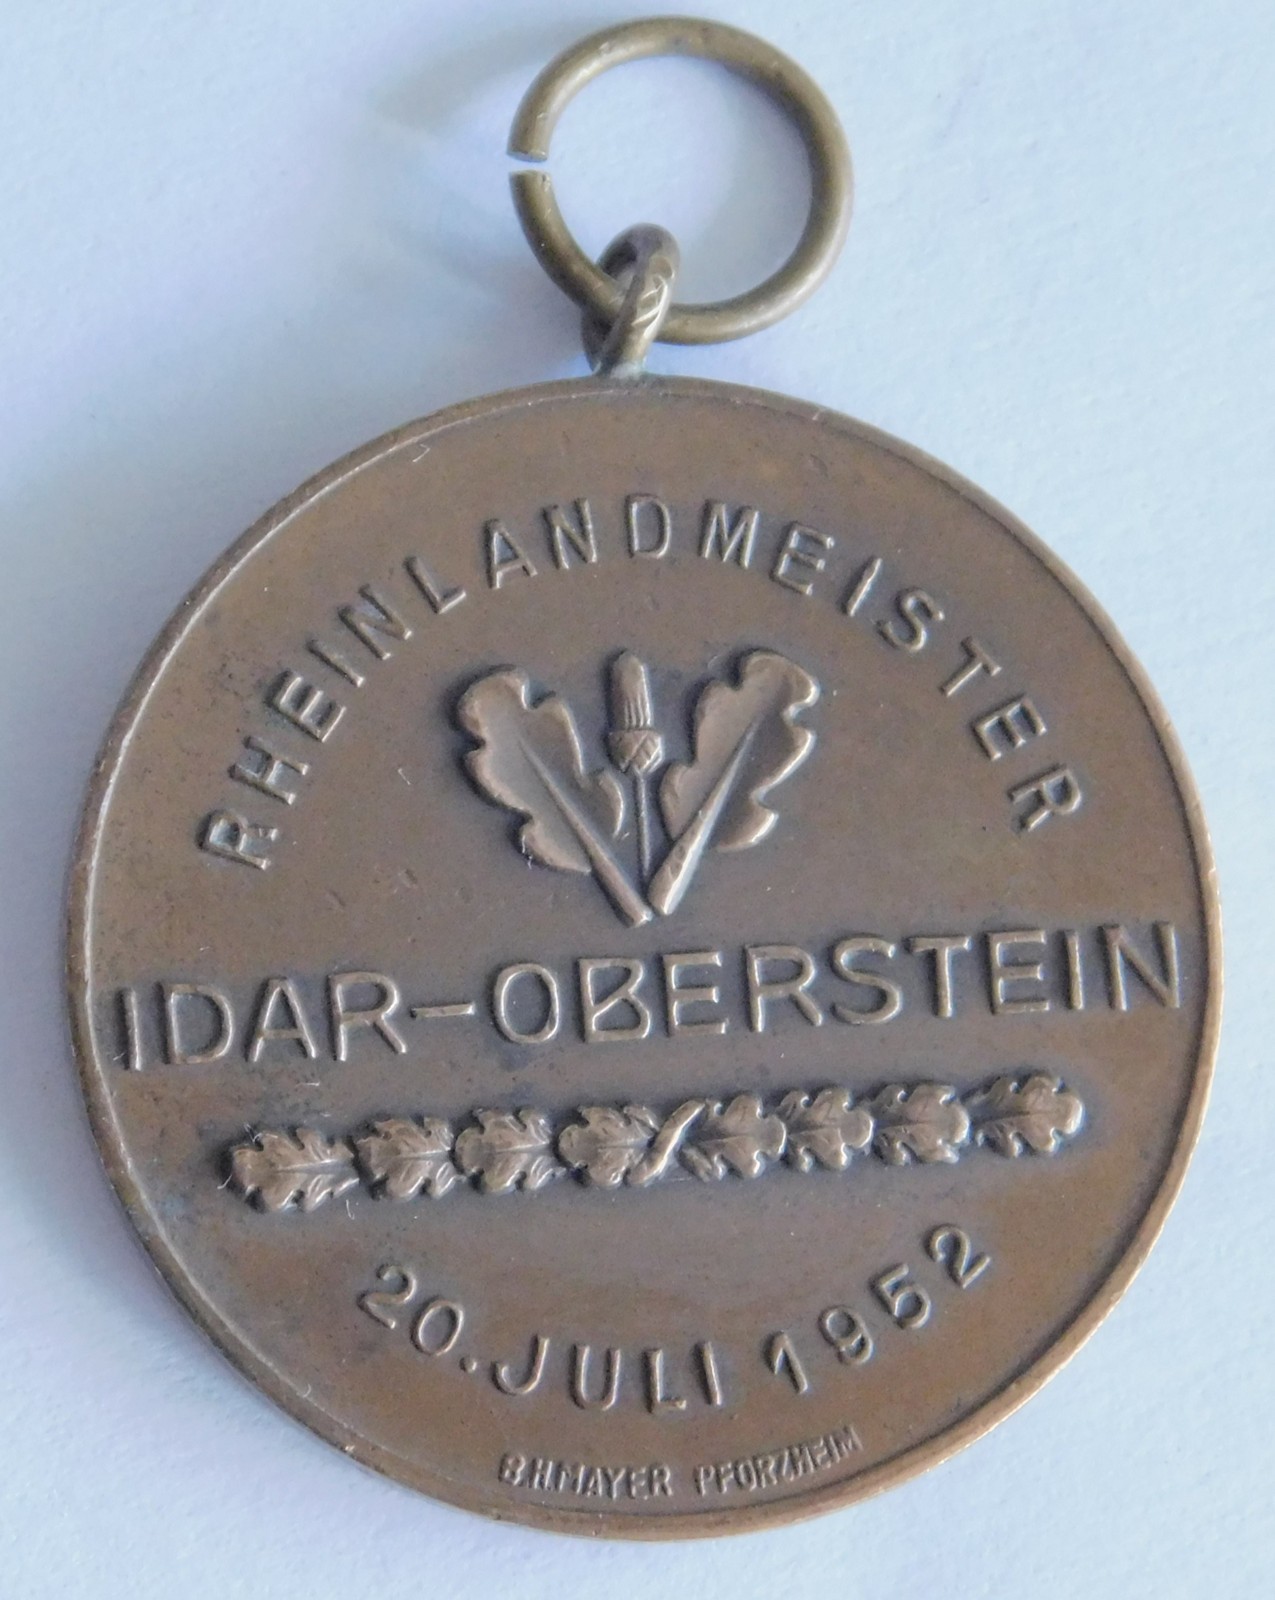 RHEINLANDMEISTER
IDAR-OBERSTEIN
20. JULI 1952
B.H.MAYER PFORZHEIM